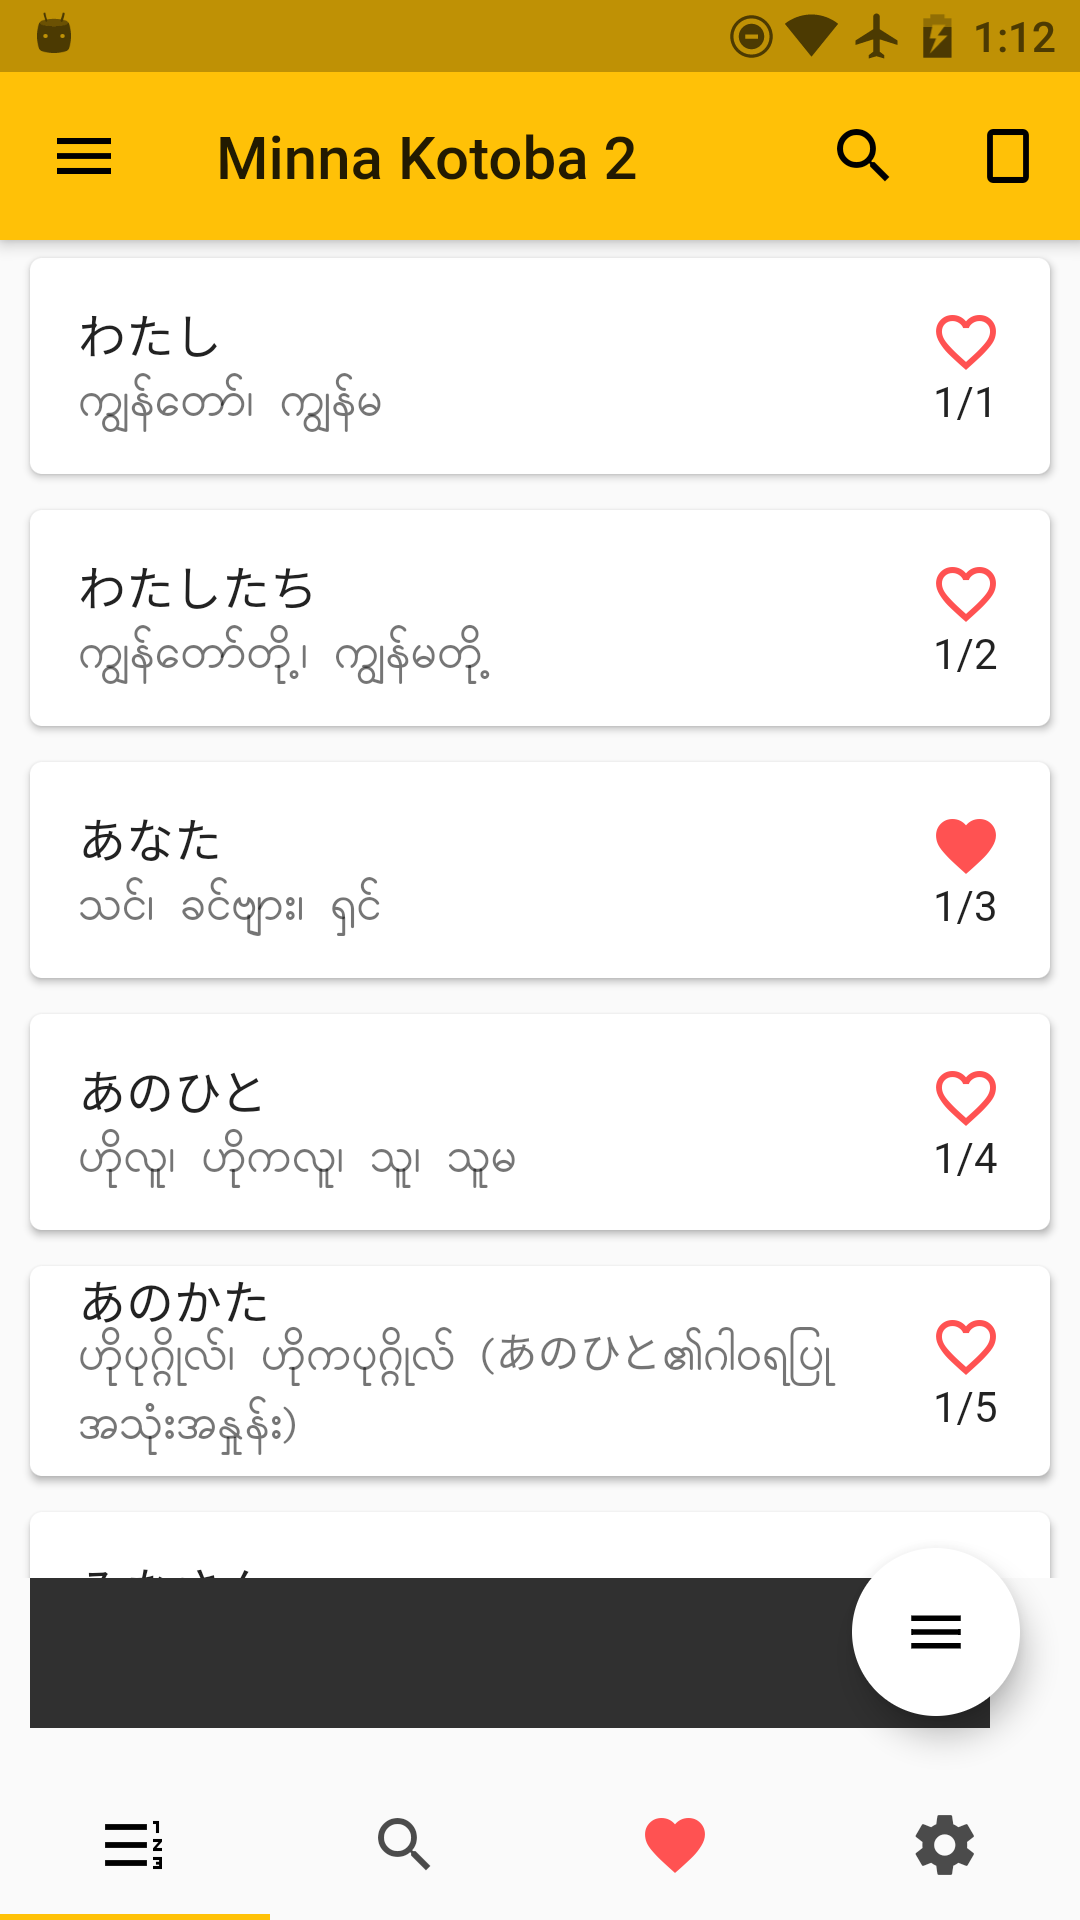 1:12
Minna Kotoba 2
わたし
ကျွန်တော်၊ ကျွန်မ
1/1
わたしたち
ကျွန်တော်တို့၊ ကျွန်မတို့
1/2
あなた
သင်၊ ခင်ဗျား၊ ရှင်
1/3
あのひと
ဟိုလူ၊ ဟိုကလူ၊ သူ၊ သူမ
1/4
あのかた
ဟိုပုဂ္ဂိုလ်၊ ဟိုကပုဂ္ဂိုလ် (あのひと၏ဂါဝရပြု
အသုံးအနှုန်း)
1/5